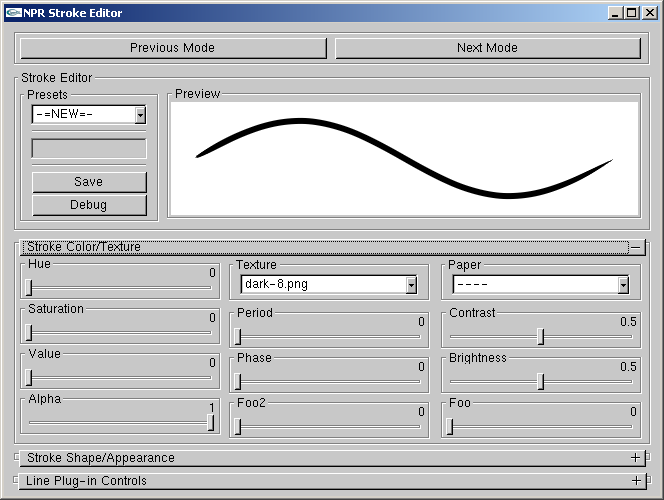 NPR Stroke Editor
Previous Mode
Next Mode
Stroke Editor
Presets
-=NEW=-
Save
Debug
Preview
Stroke Color/Texture
Hue
0
Saturation
0
Value
0
Alpha
1
Texture
dark-8.png
Period
0
Phase
0
Foo2
0
Paper
----
Contrast
0.5
Brightness
0.5
Foo
0
Stroke Shape/Appearance
Line Plug-in Controls